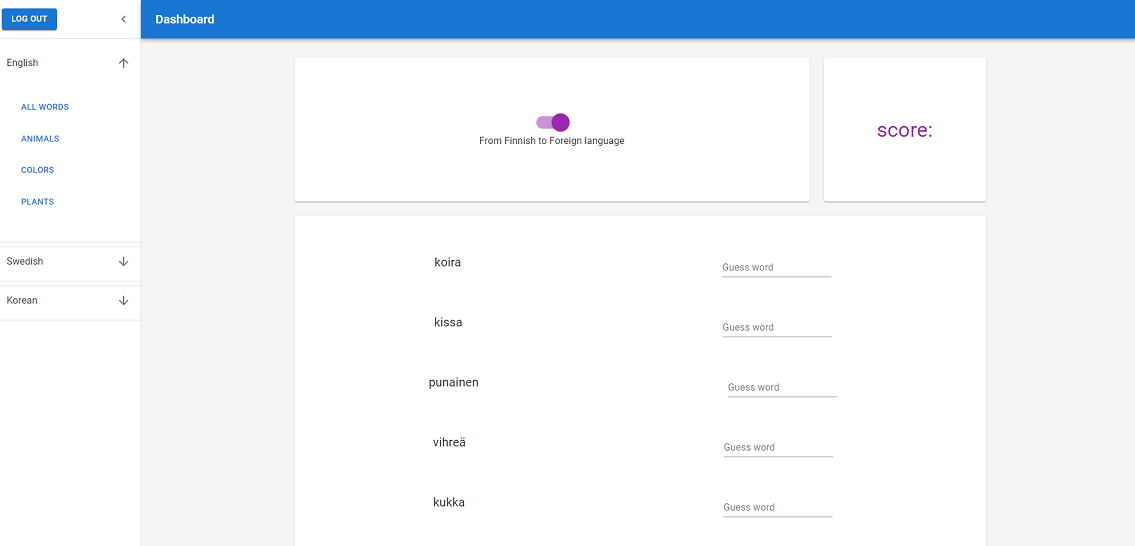 LOG OUT
Dashboard
English
ALL WORDS
ANIMALS
COLORS
PLANTS
Swedish
Korean
From Finnish to Foreign language
score:
koira
Guess word
kissa
Guess word
punainen
Guess word
vihreä
Guess word
kukka
Guess word